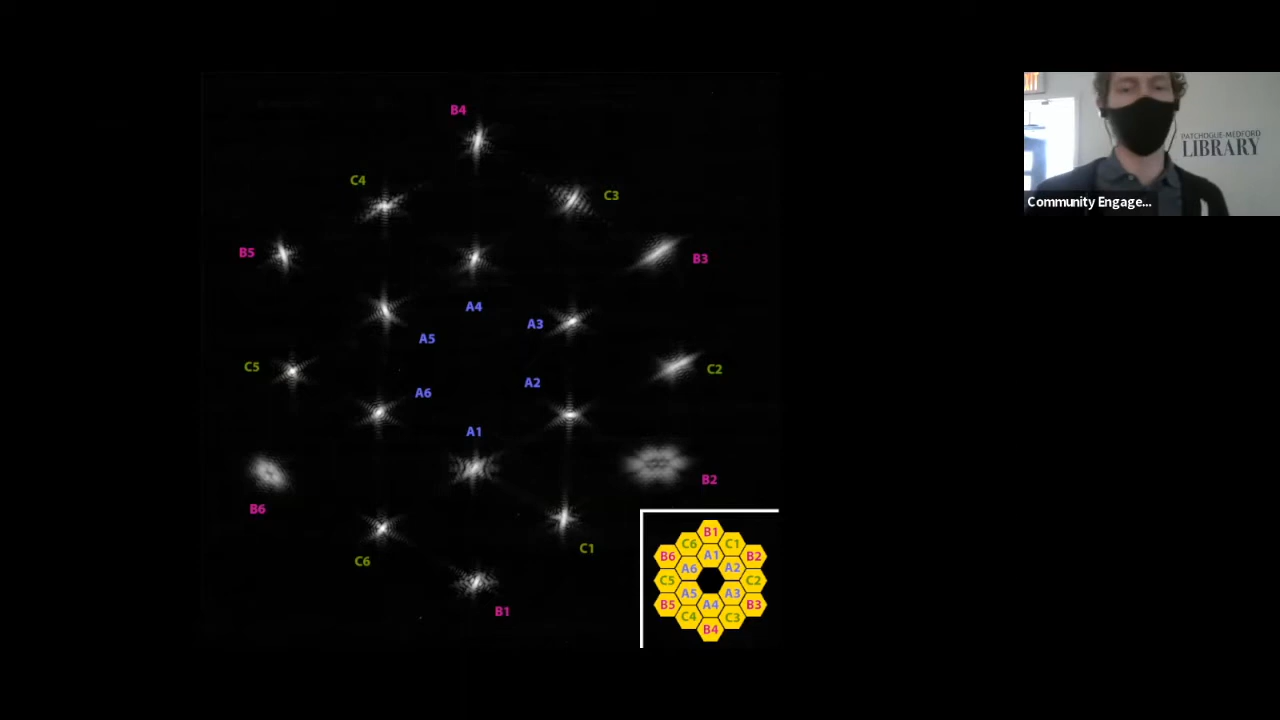 B4
C4
C3
B5
B3
A4
A3
A5
C5
C2
A2
A6
A1
B2
B6
C1
C6
B1
B1
C6 C1
B6 A1 B2
A6 A2
C5 C2
A5 A3
B5 A4 B3
C4 C3
B4
PATCHOGUE-MEDFORD
LIBRARY
Community Engage...